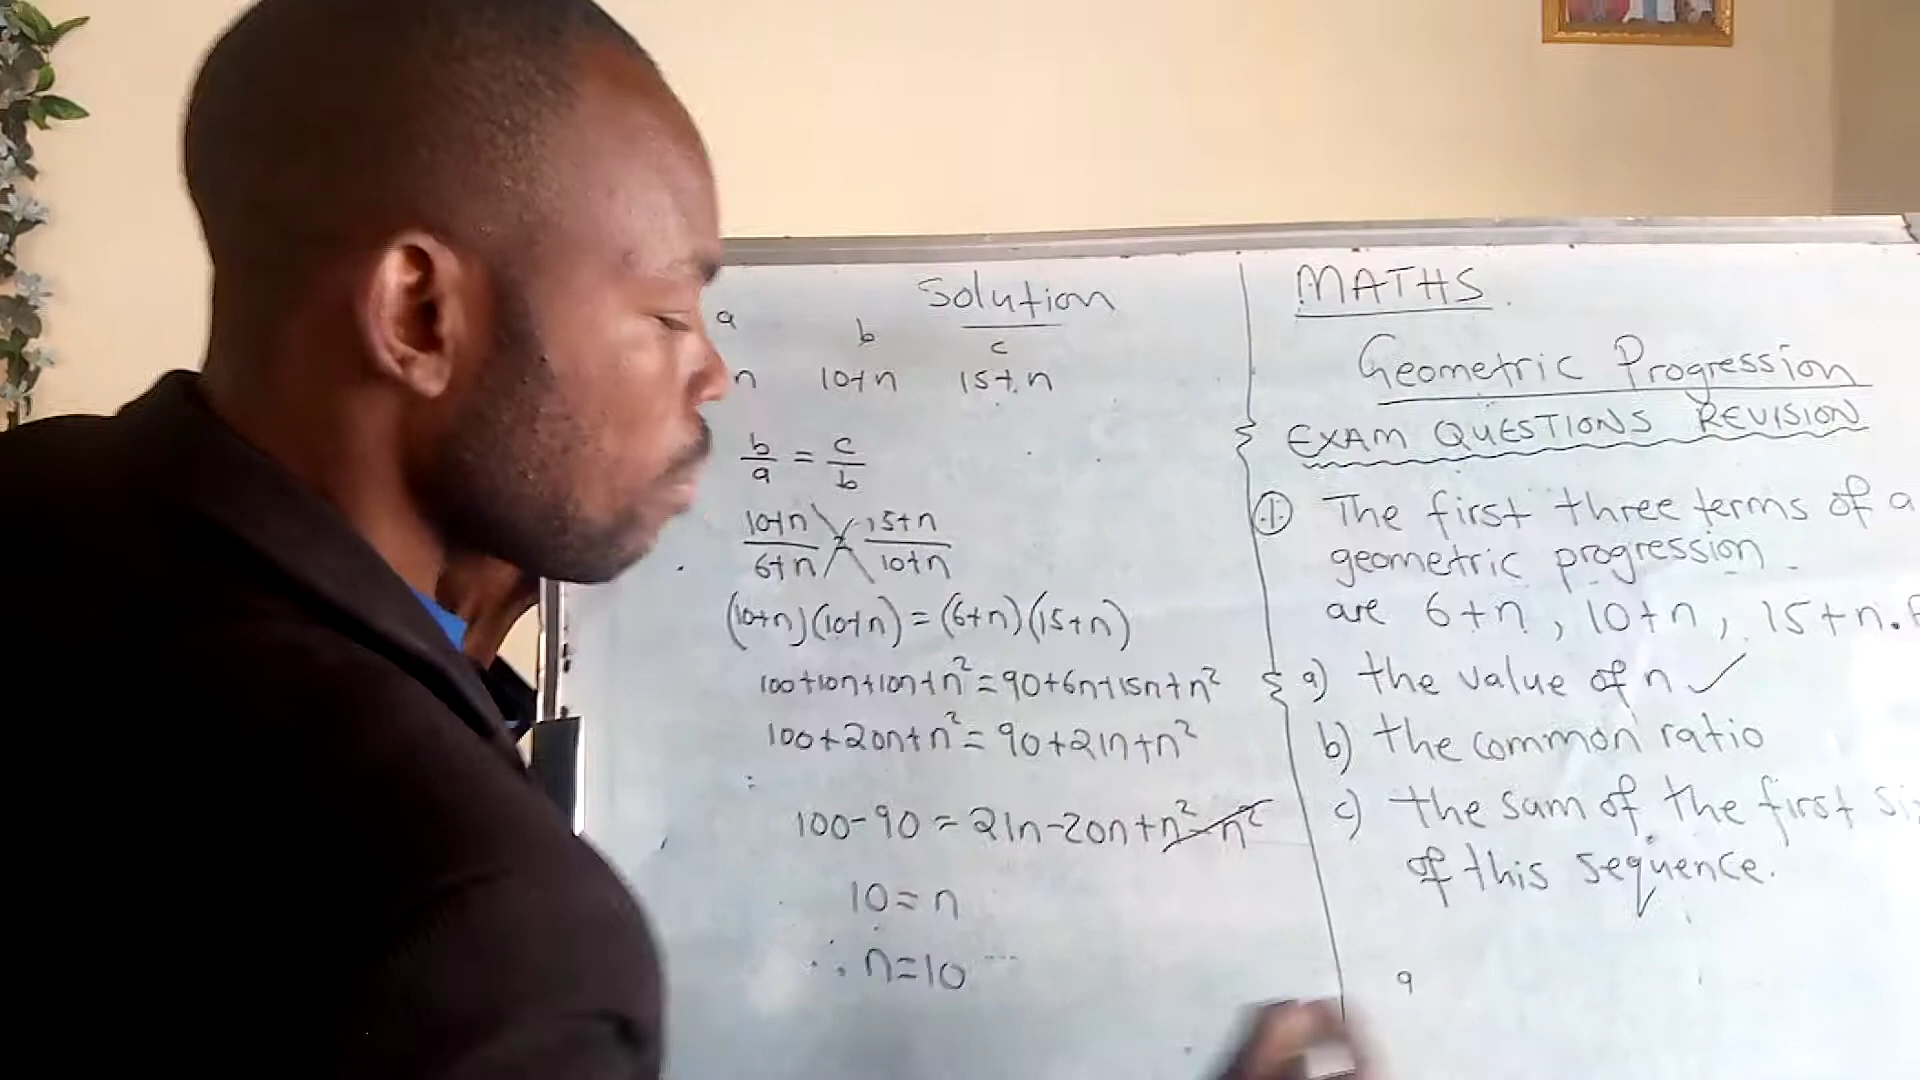 Solution
a b c
n 10+n 15+n
b/a = c/b
10+n/6+n = 15+n/10+n
(10+n)(10+n) = (6+n)(15+n)
100+10n+10n+n² = 90+6n+15n+n²
100+20n+n² = 90+21n+n²
100-90 = 21n-20n+n²-n²
10 = n
∴ n=10
MATHS
Geometric Progression
EXAM QUESTIONS REVISION
1 The first three terms of a
geometric progression
are 6+n, 10+n, 15+n.
a) the value of n ✓
b) the common ratio
c) the sum of the first
of this sequence.
a